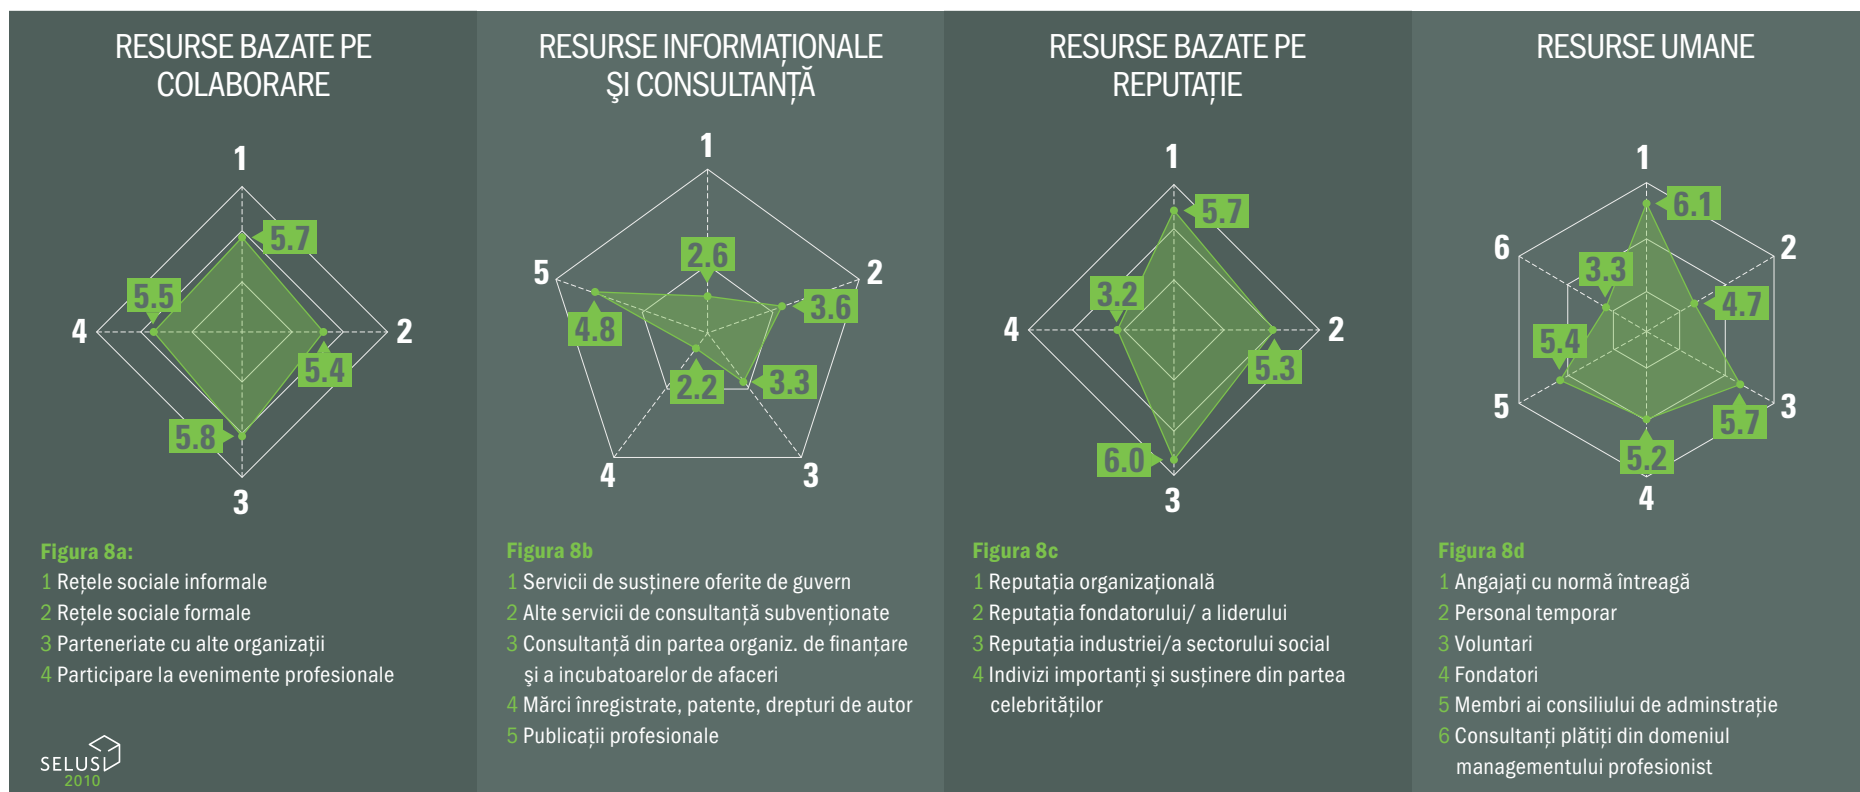 RESURSE BAZATE PE
COLABORARE
1
5.7
5.5
4
2
5.4
5.8
3
Figura 8a:
1 Rețele sociale informale
2 Rețele sociale formale
3 Parteneriate cu alte organizații
4 Participare la evenimente profesionale
SELUSI
2010
RESURSE INFORMAȚIONALE
ŞI CONSULTANȚĂ
1
2.6
5
2
3.6
4.8
2.2
3.3
4
3
Figura 8b
1 Servicii de susținere oferite de guvern
2 Alte servicii de consultanță subvenționate
3 Consultanță din partea organiz. de finanțare
şi a incubatoarelor de afaceri
4 Mărci înregistrate, patente, drepturi de autor
5 Publicații profesionale
RESURSE BAZATE PE
REPUTAȚIE
1
5.7
3.2
4
2
5.3
6.0
3
Figura 8c
1 Reputația organizațională
2 Reputația fondatorului/ a liderului
3 Reputația industriei/a sectorului social
4 Indivizi importanți şi susținere din partea
celebrităților
RESURSE UMANE
1
6.1
6
2
3.3
4.7
5.4
5
3
5.7
5.2
4
Figura 8d
1 Angajați cu normă întreagă
2 Personal temporar
3 Voluntari
4 Fondatori
5 Membri ai consiliului de adminstrație
6 Consultanți plătiți din domeniul
managementului profesionist